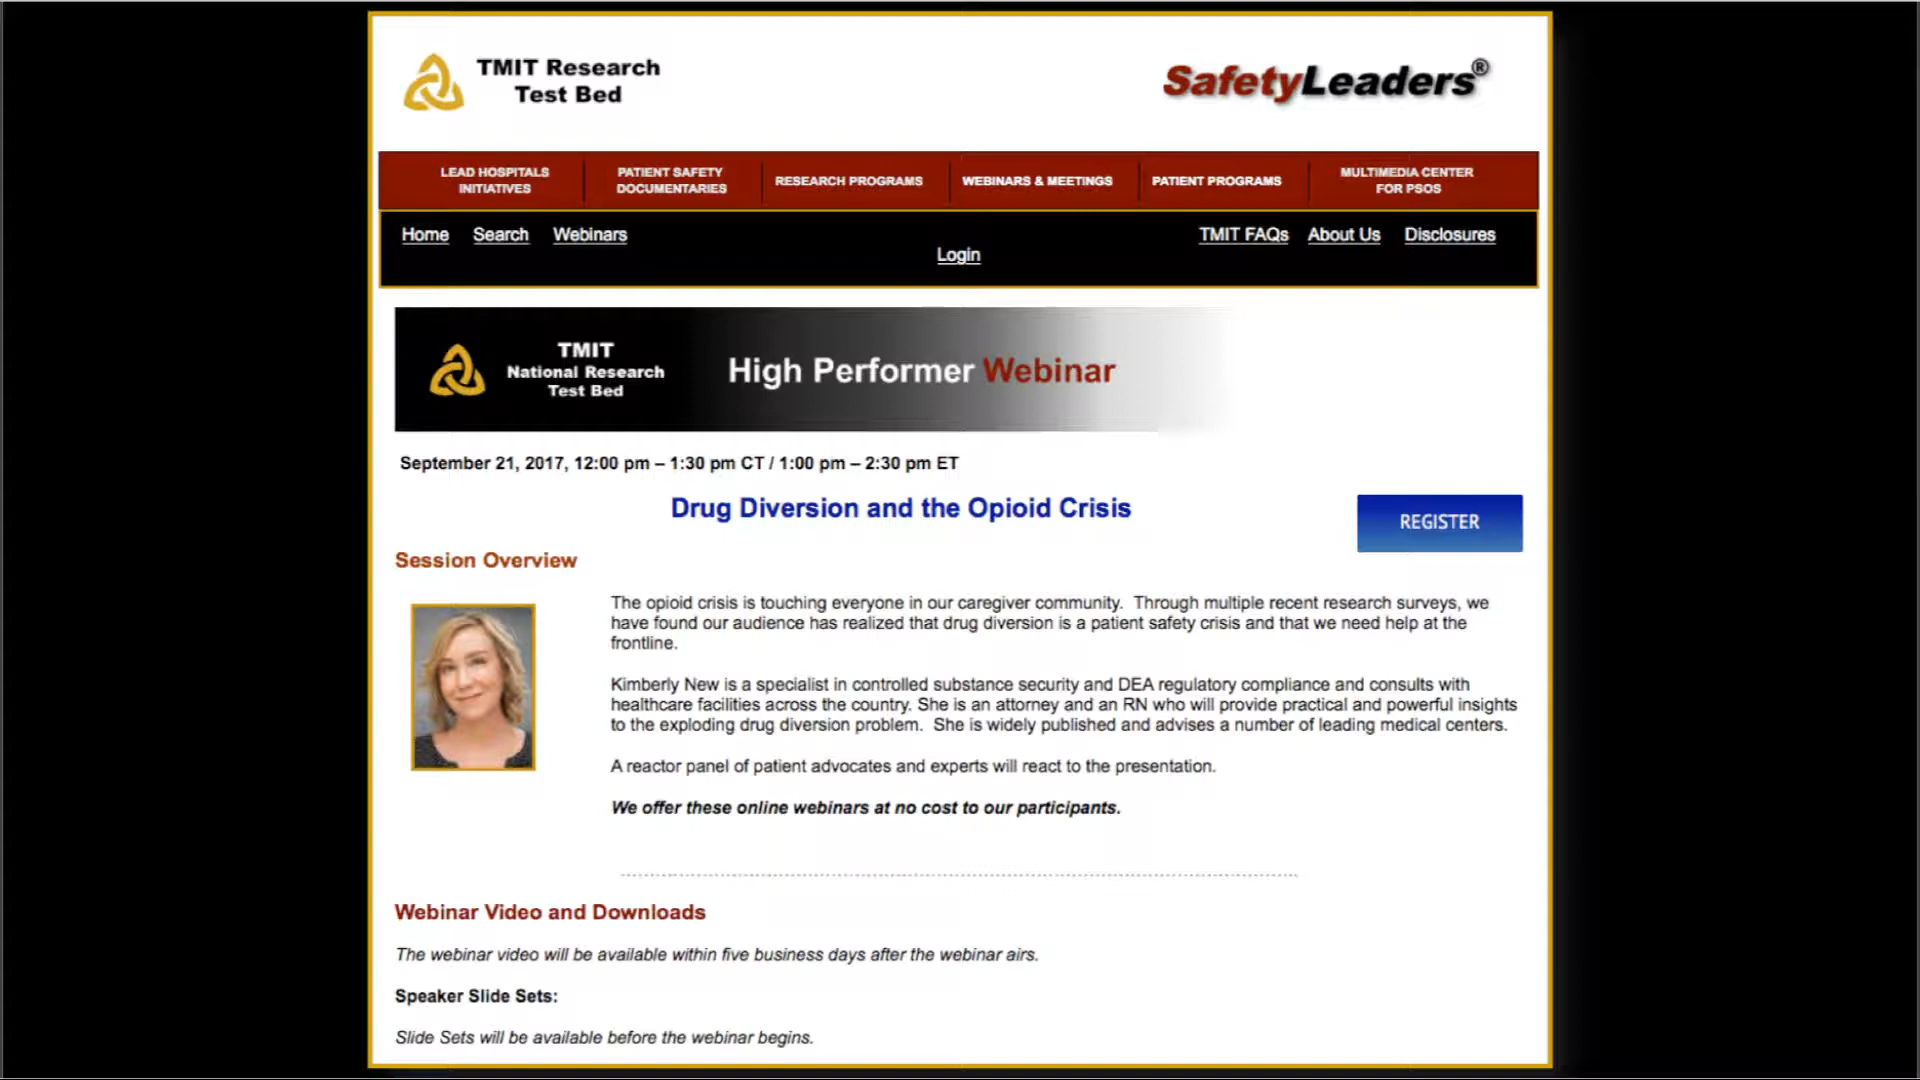 TMIT Research
Test Bed
SafetyLeaders®
LEAD HOSPITALS
INITIATIVES
PATIENT SAFETY
DOCUMENTARIES
RESEARCH PROGRAMS
WEBINARS & MEETINGS
PATIENT PROGRAMS
MULTIMEDIA CENTER
FOR PSOS
Home Search Webinars
Login
TMIT FAQs About Us Disclosures
TMIT
National Research
Test Bed
High Performer Webinar
September 21, 2017, 12:00 pm – 1:30 pm CT / 1:00 pm – 2:30 pm ET
Drug Diversion and the Opioid Crisis
REGISTER
Session Overview
The opioid crisis is touching everyone in our caregiver community. Through multiple recent research surveys, we
have found our audience has realized that drug diversion is a patient safety crisis and that we need help at the
frontline.
Kimberly New is a specialist in controlled substance security and DEA regulatory compliance and consults with
healthcare facilities across the country. She is an attorney and an RN who will provide practical and powerful insights
to the exploding drug diversion problem. She is widely published and advises a number of leading medical centers.
A reactor panel of patient advocates and experts will react to the presentation.
We offer these online webinars at no cost to our participants.
Webinar Video and Downloads
The webinar video will be available within five business days after the webinar airs.
Speaker Slide Sets:
Slide Sets will be available before the webinar begins.